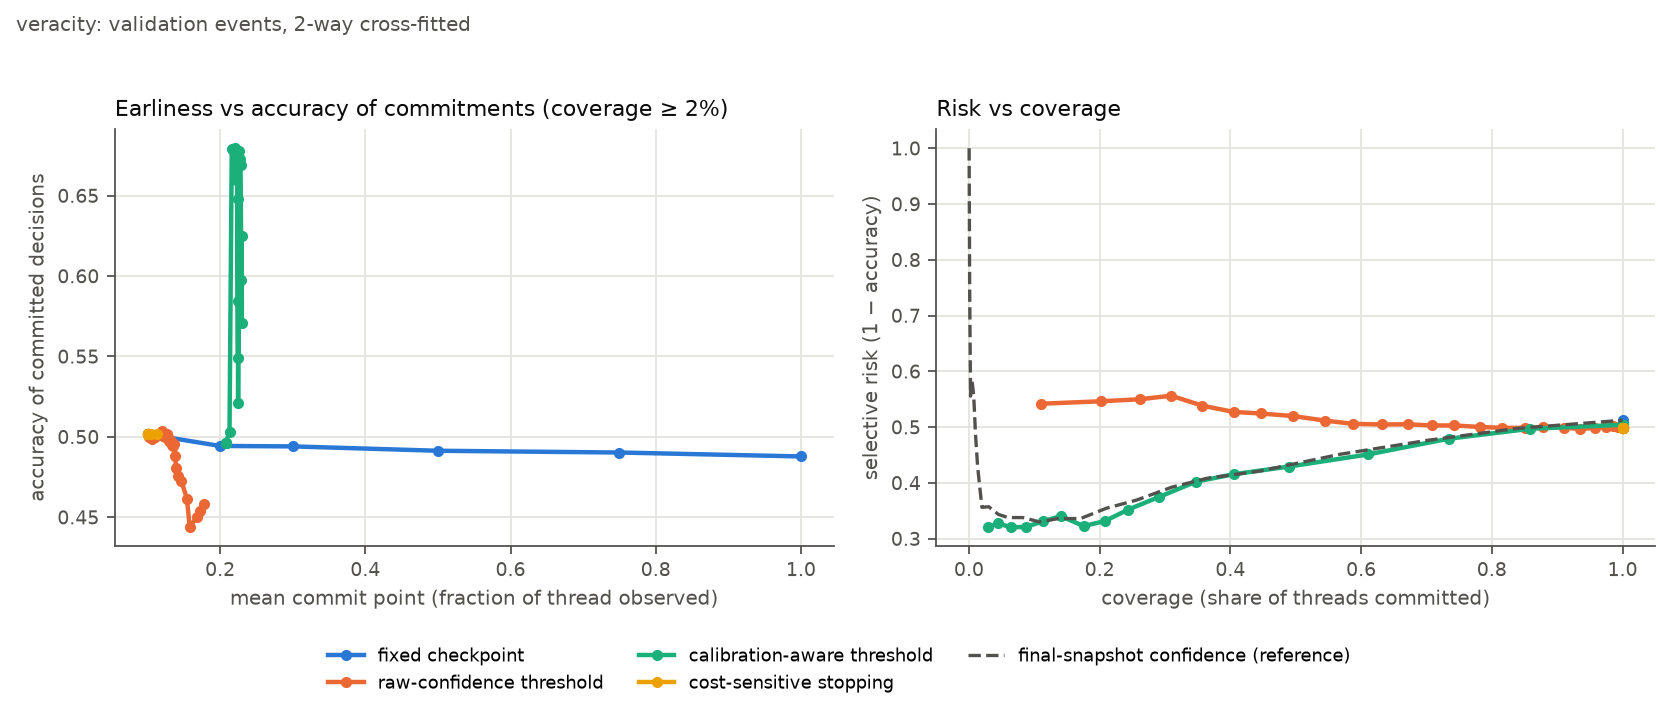 veracity: validation events, 2-way cross-fitted
Earliness vs accuracy of commitments (coverage ≥ 2%)
accuracy of committed decisions
0.65
0.60
0.55
0.50
0.45
0.2 0.4 0.6 0.8 1.0
mean commit point (fraction of thread observed)
Risk vs coverage
selective risk (1 − accuracy)
1.0
0.9
0.8
0.7
0.6
0.5
0.4
0.3
0.0 0.2 0.4 0.6 0.8 1.0
coverage (share of threads committed)
fixed checkpoint
raw-confidence threshold
calibration-aware threshold
cost-sensitive stopping
final-snapshot confidence (reference)